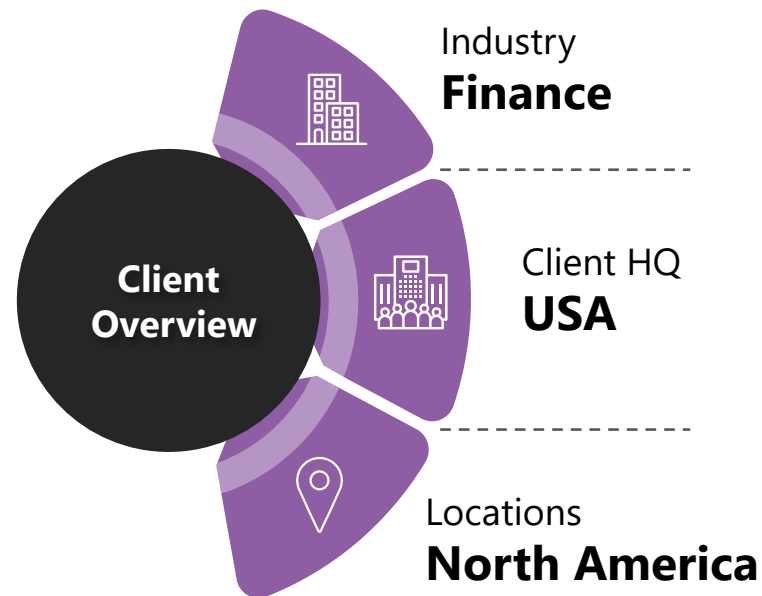 Industry
Finance
Client
Overview
Client HQ
USA
Locations
North America